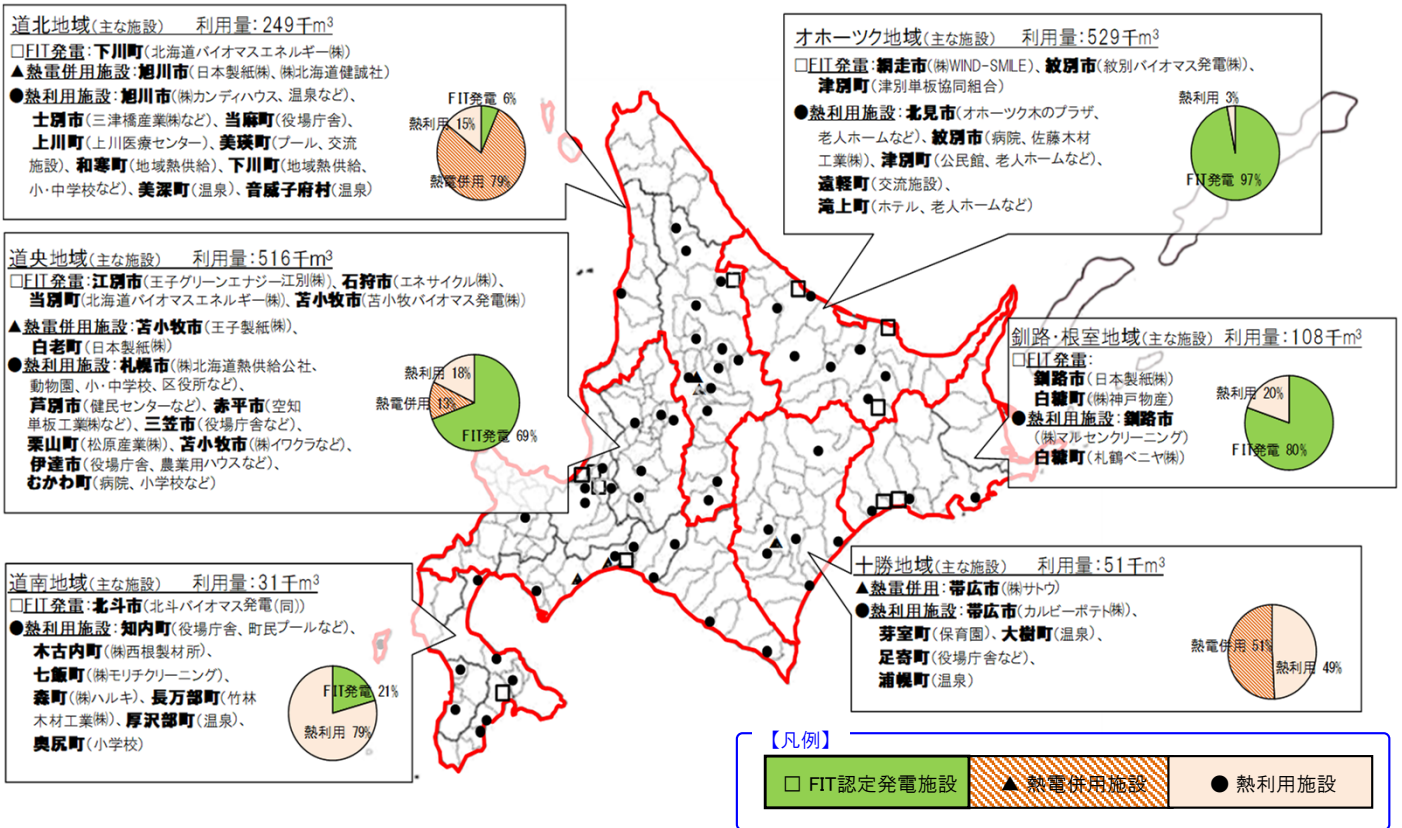 道北地域(主な施設) 利用量:249千m³
□FIT発電:下川町(北海道バイオマスエネルギー㈱)
▲熱電併用施設:旭川市(日本製紙㈱、㈱北海道健誠社)
●熱利用施設:旭川市(㈱カンディハウス、温泉など)、
士別市(三津橋産業㈱など)、当麻町(役場庁舎)、
上川町(上川医療センター)、美瑛町(プール、交流
施設)、和寒町(地域熱供給)、下川町(地域熱供給、
小・中学校など)、美深町(温泉)、音威子府村(温泉)
FIT発電 6%
熱利用 15%
熱電併用 79%
オホーツク地域(主な施設) 利用量:529千m³
□FIT発電:網走市(㈱WIND-SMILE)、紋別市(紋別バイオマス発電㈱)、
津別町(津別単板協同組合)
●熱利用施設:北見市(オホーツク木のプラザ、
老人ホームなど)、紋別市(病院、佐藤木材
工業㈱)、津別町(公民館、老人ホームなど)、
遠軽町(交流施設)、
滝上町(ホテル、老人ホームなど)
熱利用 3%
FIT発電 97%
道央地域(主な施設) 利用量:516千m³
□FIT発電:江別市(王子グリーンエナジー江別㈱)、石狩市(エネサイクル㈱)、
当別町(北海道バイオマスエネルギー㈱)、苫小牧市(苫小牧バイオマス発電㈱)
▲熱電併用施設:苫小牧市(王子製紙㈱)、
白老町(日本製紙㈱)
●熱利用施設:札幌市(㈱北海道熱供給公社、
動物園、小・中学校、区役所など)、
芦別市(健民センターなど)、赤平市(空知
単板工業㈱など)、三笠市(役場庁舎など)、
栗山町(松原産業㈱)、苫小牧市(㈱イワクラなど)、
伊達市(役場庁舎、農業用ハウスなど)、
むかわ町(病院、小学校など)
熱利用 18%
熱電併用 13%
FIT発電 69%
釧路・根室地域(主な施設) 利用量:108千m³
□FIT発電:
釧路市(日本製紙㈱)
白糠町(㈱神戸物産)
●熱利用施設:釧路市
(㈱マルセンクリーニング)
白糠町(札鶴ベニヤ㈱)
熱利用 20%
FIT発電 80%
道南地域(主な施設) 利用量:31千m³
□FIT発電:北斗市(北斗バイオマス発電(同))
●熱利用施設:知内町(役場庁舎、町民プールなど)、
木古内町(㈱西根製材所)、
七飯町(㈱モリチクリーニング)、
森町(㈱ハルキ)、長万部町(竹林
木材工業㈱)、厚沢部町(温泉)、
奥尻町(小学校)
FIT発電 21%
熱利用 79%
十勝地域(主な施設) 利用量:51千m³
▲熱電併用:帯広市(㈱サトウ)
●熱利用施設:帯広市(カルビーポテト㈱)、
芽室町(保育園)、大樹町(温泉)、
足寄町(役場庁舎など)、
浦幌町(温泉)
熱電併用 51%
熱利用 49%
【凡例】
□ FIT認定発電施設
▲ 熱電併用施設
● 熱利用施設